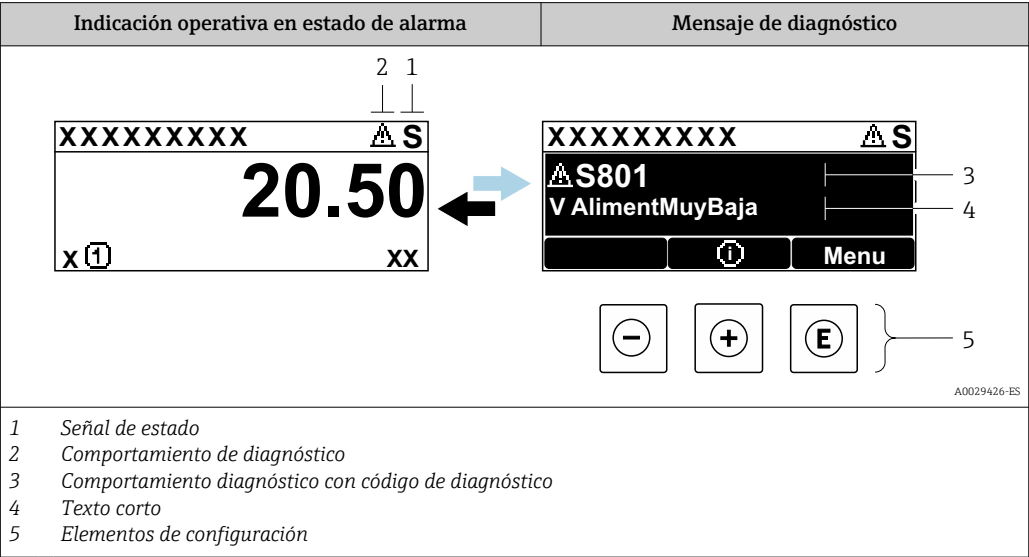 Indicación operativa en estado de alarma
Mensaje de diagnóstico
2 1
XXXXXXXXX S
20.50
x 1 XX
XXXXXXXXX S
S801
V AlimentMuyBaja
i Menu
3
4
- + E
5
A0029426-ES
1 Señal de estado
2 Comportamiento de diagnóstico
3 Comportamiento diagnóstico con código de diagnóstico
4 Texto corto
5 Elementos de configuración